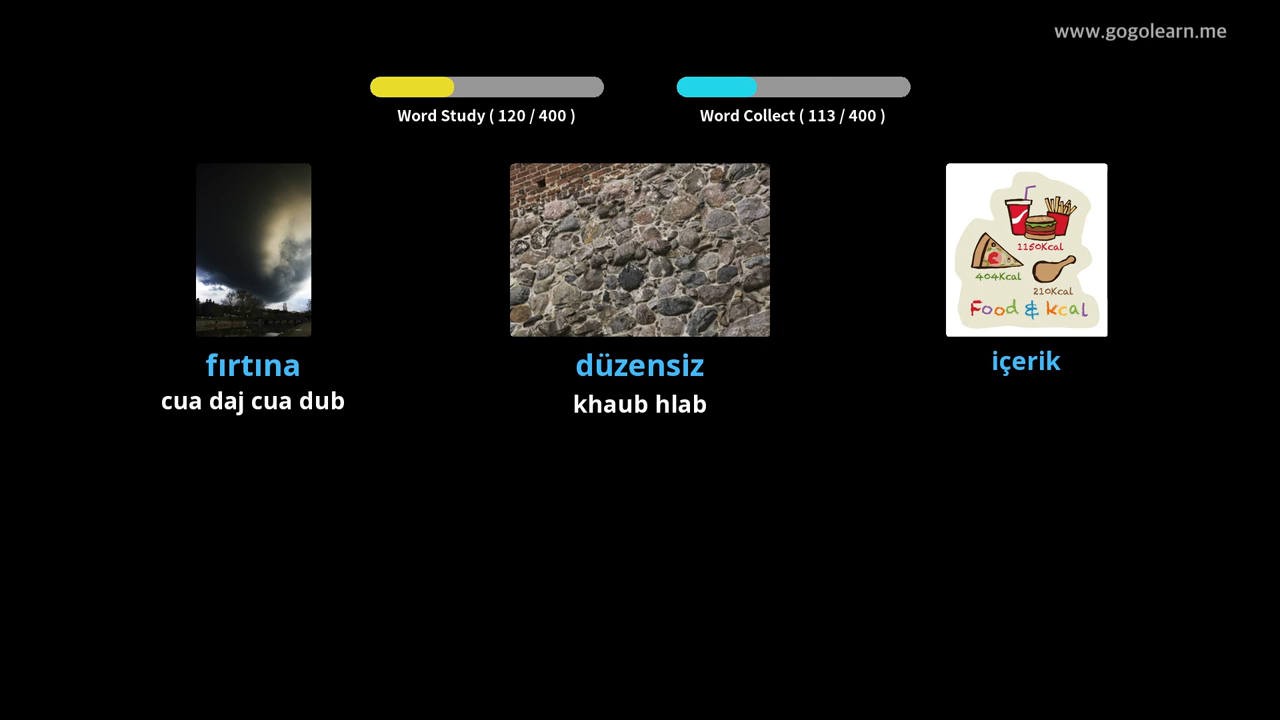 www.gogolearn.me
Word Study ( 120 / 400 )
Word Collect ( 113 / 400 )
1150Kcal
404Kcal
210Kcal
Food & kcal
fırtına
düzensiz
içerik
cua daj cua dub
khaub hlab